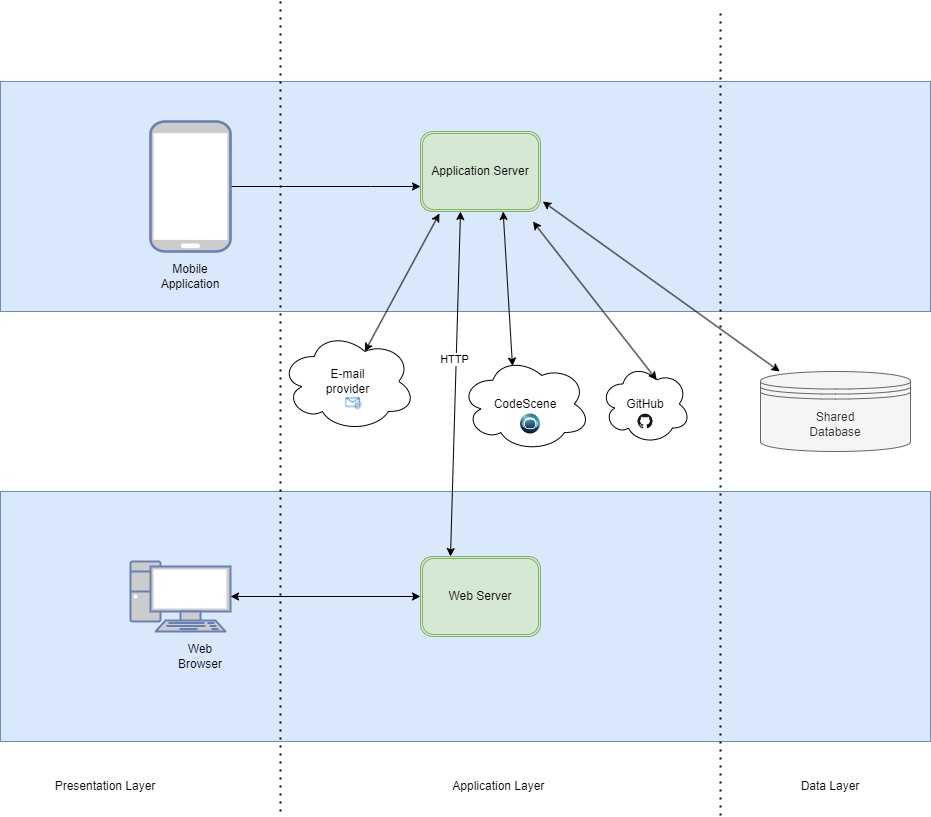 Application Server
Mobile
Application
E-mail
provider
HTTP
CodeScene
GitHub
Shared
Database
Web Server
Web
Browser
Presentation Layer
Application Layer
Data Layer